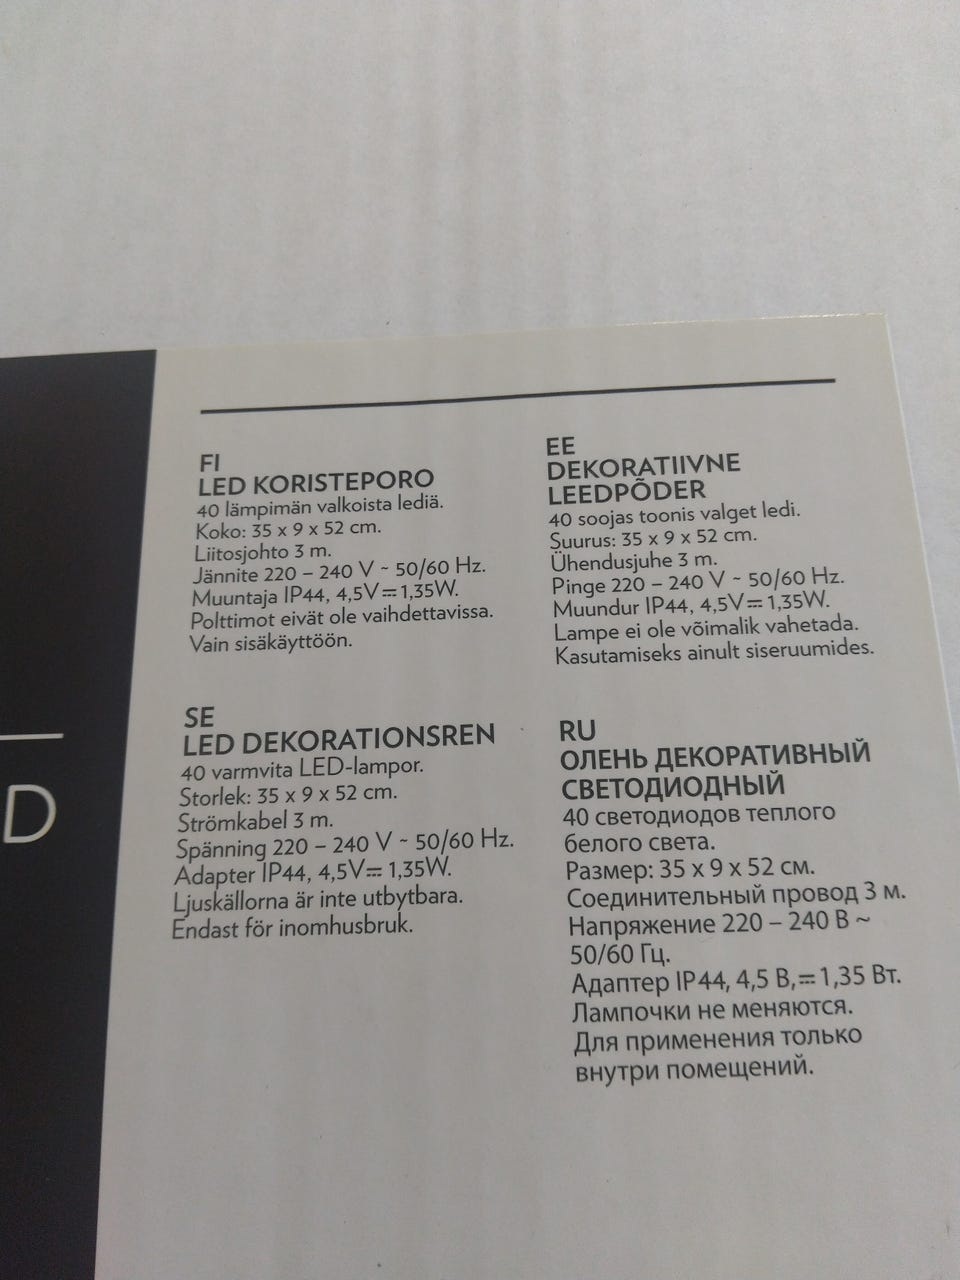 D
FI
LED KORISTEPORO
40 lämpimän valkoista lediä.
Koko: 35 x 9 x 52 cm.
Liitosjohto 3 m.
Jännite 220 – 240 V ~ 50/60 Hz.
Muuntaja IP44, 4,5V⎓1,35W.
Polttimot eivät ole vaihdettavissa.
Vain sisäkäyttöön.
EE
DEKORATIIVNE
LEEDPÕDER
40 soojas toonis valget ledi.
Suurus: 35 x 9 x 52 cm.
Ühendusjuhe 3 m.
Pinge 220 – 240 V ~ 50/60 Hz.
Muundur IP44, 4,5V⎓1,35W.
Lampe ei ole võimalik vahetada.
Kasutamiseks ainult siseruumides.
SE
LED DEKORATIONSREN
40 varmvita LED-lampor.
Storlek: 35 x 9 x 52 cm.
Strömkabel 3 m.
Spänning 220 – 240 V ~ 50/60 Hz.
Adapter IP44, 4,5V⎓1,35W.
Ljuskällorna är inte utbytbara.
Endast för inomhusbruk.
RU
ОЛЕНЬ ДЕКОРАТИВНЫЙ
СВЕТОДИОДНЫЙ
40 светодиодов теплого
белого света.
Размер: 35 x 9 x 52 см.
Соединительный провод 3 м.
Напряжение 220 – 240 В ~
50/60 Гц.
Адаптер IP44, 4,5 В,⎓1,35 Вт.
Лампочки не меняются.
Для применения только
внутри помещений.